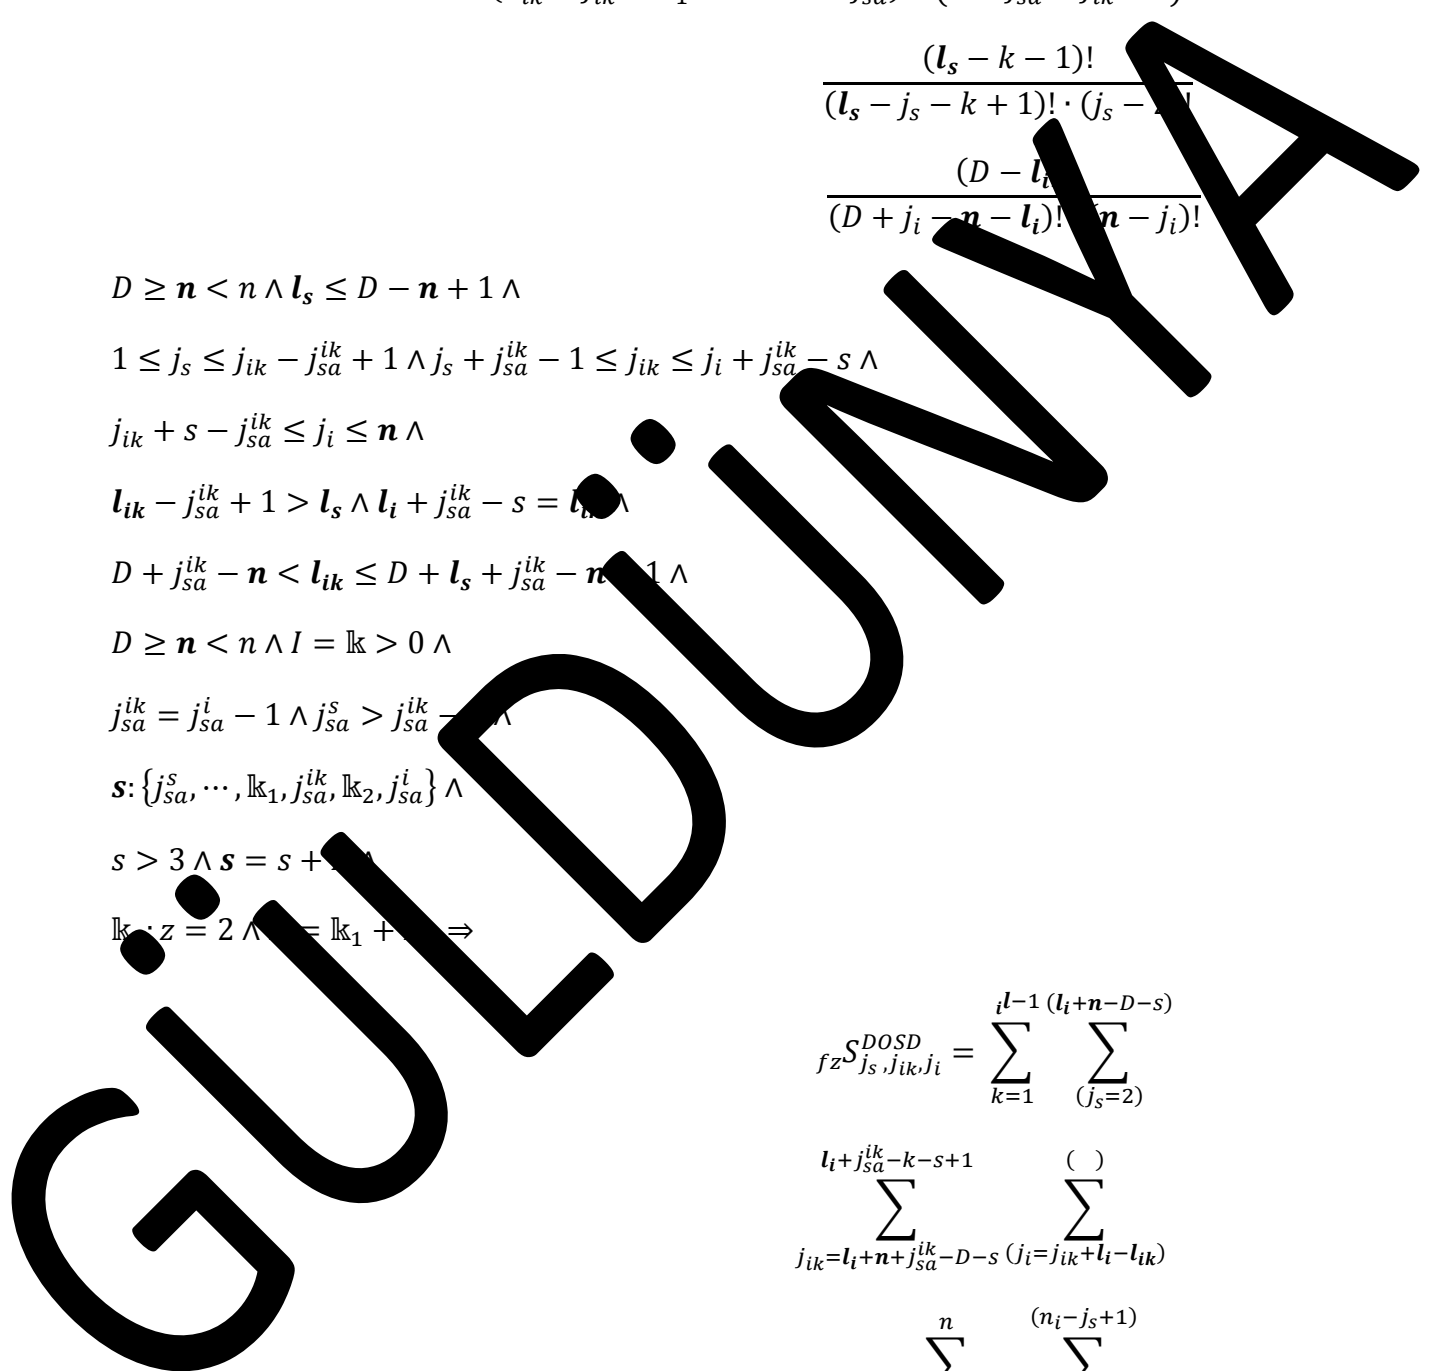 (𝒍ₛ − k − 1)!
(𝒍ₛ − jₛ − k + 1)! · (jₛ − !
(D − 𝒍ᵢ
(D + jᵢ − 𝒏 − 𝒍ᵢ)! 𝒏 − jᵢ)!
D ≥ 𝒏 < n ∧ 𝒍ₛ ≤ D − 𝒏 + 1 ∧
1 ≤ jₛ ≤ j_{ik} − j_{sa}^{ik} + 1 ∧ jₛ + j_{sa}^{ik} − 1 ≤ j_{ik} ≤ jᵢ + j_{sa}^{ik} − s ∧
j_{ik} + s − j_{sa}^{ik} ≤ jᵢ ≤ 𝒏 ∧
𝒍_{ik} − j_{sa}^{ik} + 1 > 𝒍ₛ ∧ 𝒍ᵢ + j_{sa}^{ik} − s = ∧
D + j_{sa}^{ik} − 𝒏 < 𝒍_{ik} ≤ D + 𝒍ₛ + j_{sa}^{ik} − 𝒏 1 ∧
D ≥ 𝒏 < n ∧ I = 𝕜 > 0 ∧
j_{sa}^{ik} = j_{sa}^{i} − 1 ∧ j_{sa}^{s} > j_{sa}^{ik} − ∧
𝒔: {j_{sa}^{s}, ⋯ , 𝕜₁, j_{sa}^{ik}, 𝕜₂, j_{sa}^{i}} ∧
s > 3 ∧ 𝒔 = s + ∧
𝕜 : z = 2 ∧ = 𝕜₁ + ⇒
_{fz}S_{jₛ,j_{ik},jᵢ}^{DOSD} = ∑_{k=1}^{ᵢ𝒍−1} ∑_{(jₛ=2)}^{(𝒍ᵢ+𝒏−D−s)}
∑_{j_{ik}=𝒍ᵢ+𝒏+j_{sa}^{ik}−D−s}^{𝒍ᵢ+j_{sa}^{ik}−k−s+1} ∑_{(jᵢ=j_{ik}+𝒍ᵢ−𝒍_{ik})}^{( )}
∑^{n} ∑^{(nᵢ−jₛ+1)}
GÜLDÜNYA